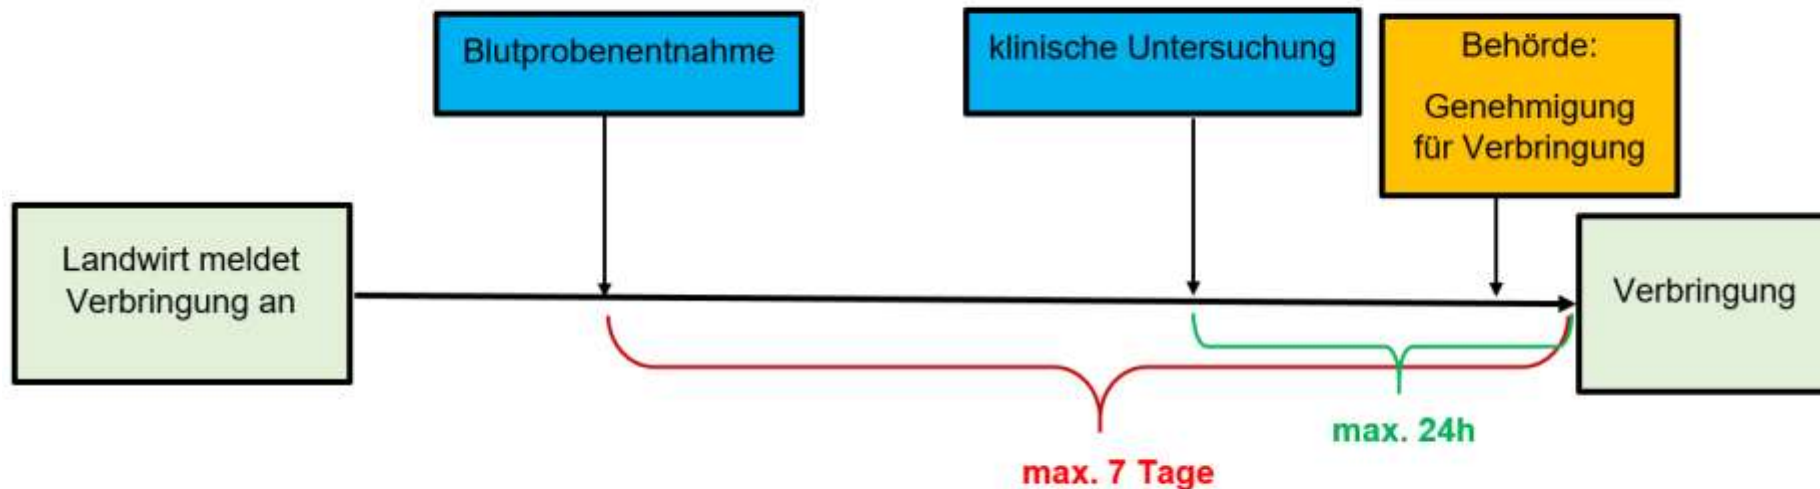 Blutprobenentnahme
klinische Untersuchung
Behörde:
Genehmigung
für Verbringung
Landwirt meldet
Verbringung an
Verbringung
max. 24h
max. 7 Tage